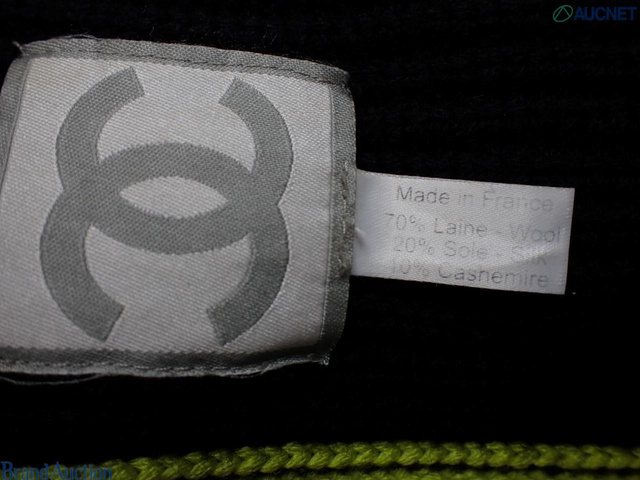 AUCNET
Made in France
70% Laine - Wool
20% Soie - Silk
10% Cashemire
Brand Auction